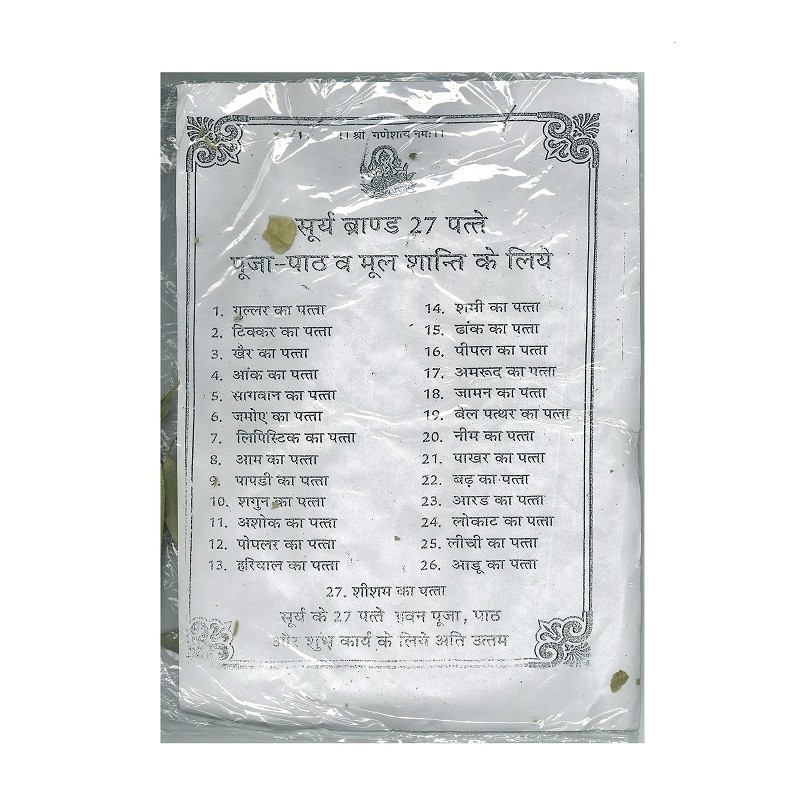 ।। श्री गणेशाय नमः ।।
सूर्य ब्राण्ड 27 पत्ते
पूजा-पाठ व मूल शान्ति के लिये
1. गुल्लर का पत्ता
2. टिक्कर का पत्ता
3. खैर का पत्ता
4. आंक का पत्ता
5. सागवान का पत्ता
6. जमोए का पत्ता
7. लिपिस्टिक का पत्ता
8. आम का पत्ता
9. पापडी का पत्ता
10. शगुन का पत्ता
11. अशोक का पत्ता
12. पोपलर का पत्ता
13. हरियाल का पत्ता
14. शमी का पत्ता
15. ढांक का पत्ता
16. पीपल का पत्ता
17. अमरूद का पत्ता
18. जामन का पत्ता
19. बेल पत्थर का पत्ता
20. नीम का पत्ता
21. पाखर का पत्ता
22. बढ़ का पत्ता
23. आरड का पत्ता
24. लोकाट का पत्ता
25. लीची का पत्ता
26. आडू का पत्ता
27. शीशम का पत्ता
सूर्य के 27 पत्ते हवन पूजा, पाठ
और शुभ कार्य के लिये अति उत्तम